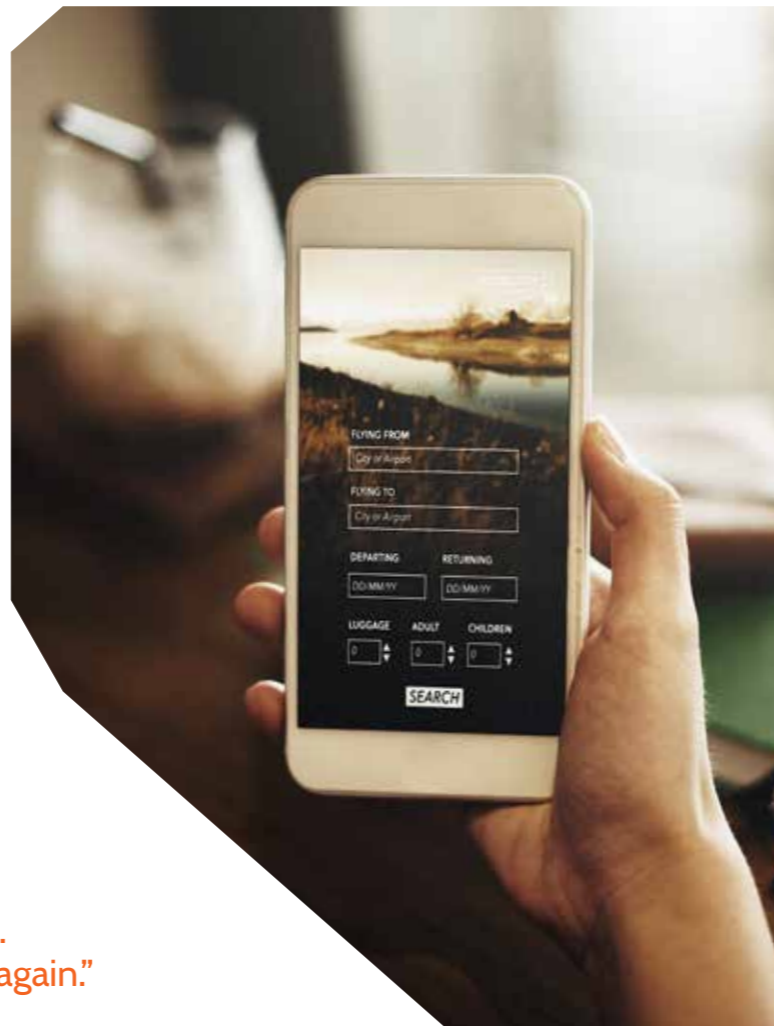 FLYING FROM
City or Airport
FLYING TO
City or Airport
DEPARTING RETURNING
DD/MM/YY DD/MM/YY
LUGGAGE ADULT CHILDREN
0 0 0
SEARCH
.
again.”